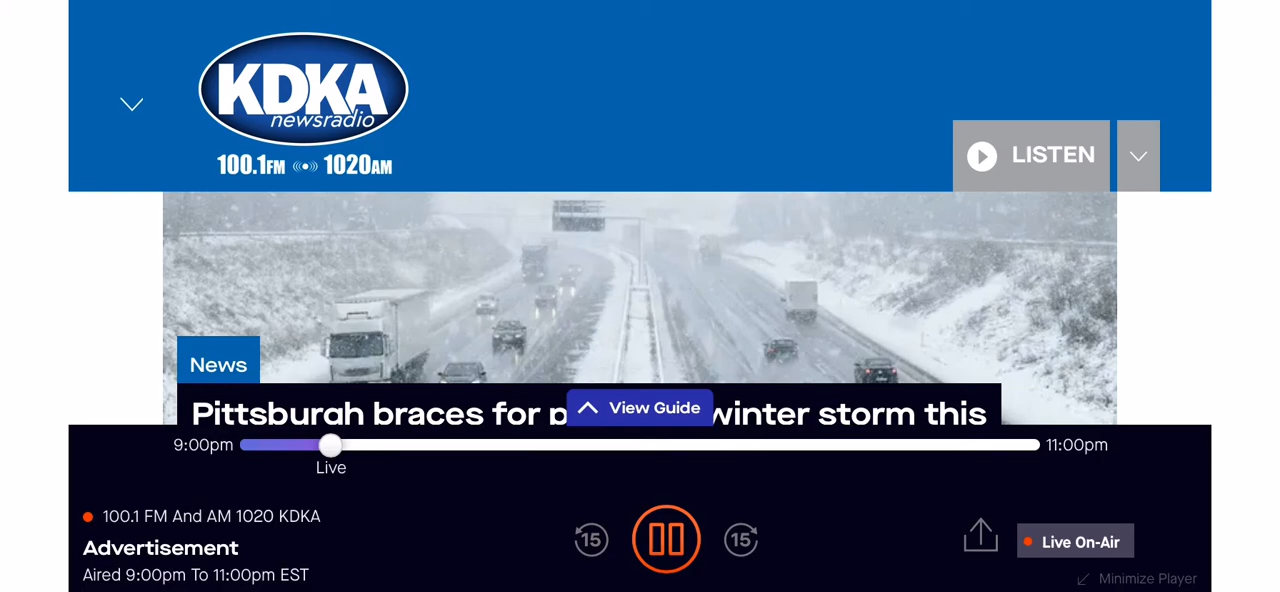 KDKA
newsradio
100.1FM 1020AM
LISTEN
News
Pittsburgh braces for p winter storm this
View Guide
9:00pm
11:00pm
Live
100.1 FM And AM 1020 KDKA
Advertisement
Aired 9:00pm To 11:00pm EST
15
15
Live On-Air
Minimize Player